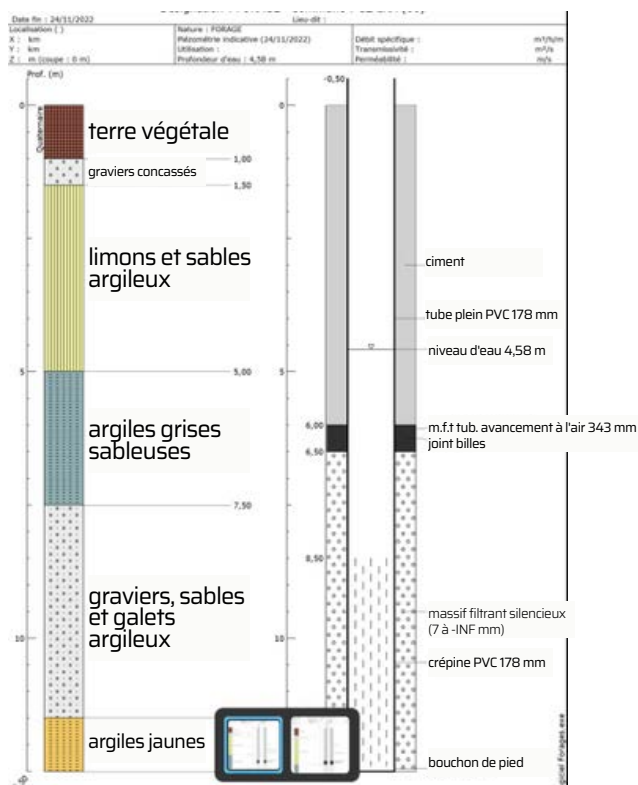 Date fin : 24/11/2022
Lieu-dit :
Localisation ( )
X : km
Y : km
Z : m (coupe : 0 m)
Nature : FORAGE
Piézométrie indicative (24/11/2022)
Utilisation :
Profondeur d'eau : 4,58 m
Débit spécifique : m³/h/m
Transmissivité : m²/s
Perméabilité : m/s
Prof. (m)
-0,50
0
0
Quaternaire
terre végétale
1,00
graviers concassés
1,50
limons et sables
argileux
ciment
tube plein PVC 178 mm
niveau d'eau 4,58 m
5
5,00
5
argiles grises
sableuses
6,00
m.f.t tub. avancement à l'air 343 mm
joint billes
6,50
7,50
8,50
graviers, sables
et galets
argileux
massif filtrant silencieux
(7 à -INF mm)
10
10
crépine PVC 178 mm
argiles jaunes
bouchon de pied
Forages.exe